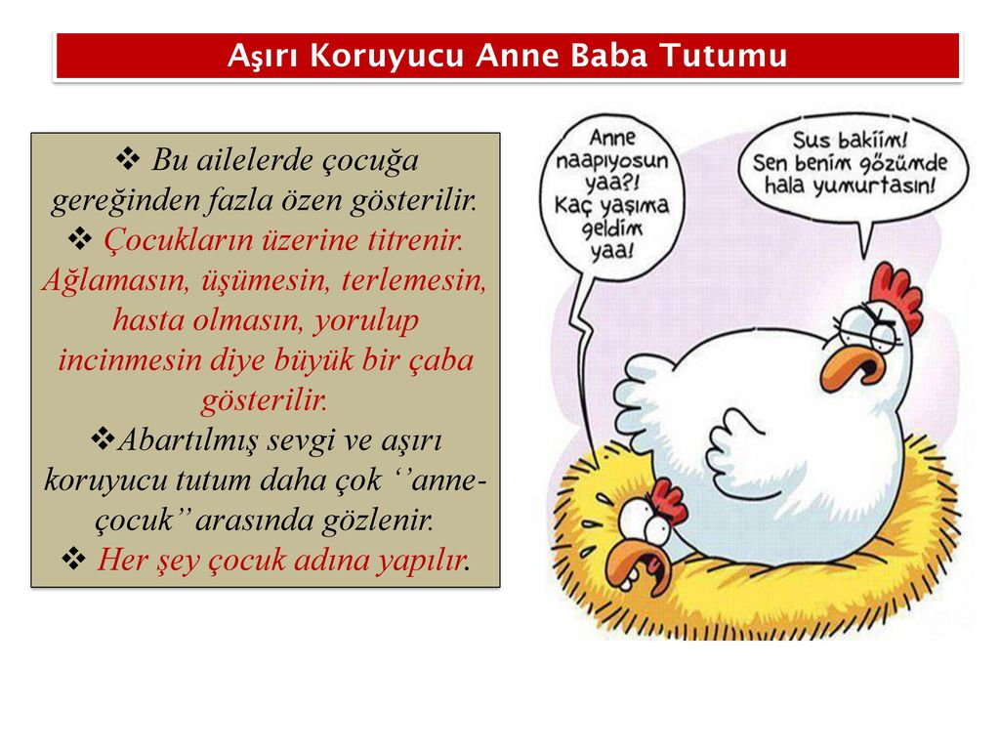 Aşırı Koruyucu Anne Baba Tutumu
❖ Bu ailelerde çocuğa
gereğinden fazla özen gösterilir.
❖ Çocukların üzerine titrenir.
Ağlamasın, üşümesin, terlemesin,
hasta olmasın, yorulup
incinmesin diye büyük bir çaba
gösterilir.
❖Abartılmış sevgi ve aşırı
koruyucu tutum daha çok ‘’anne-
çocuk’’ arasında gözlenir.
❖ Her şey çocuk adına yapılır.
Anne
naapıyosun
yaa?!
Kaç yaşıma
geldim
yaa!
Sus bakiim!
Sen benim gözümde
hala yumurtasın!